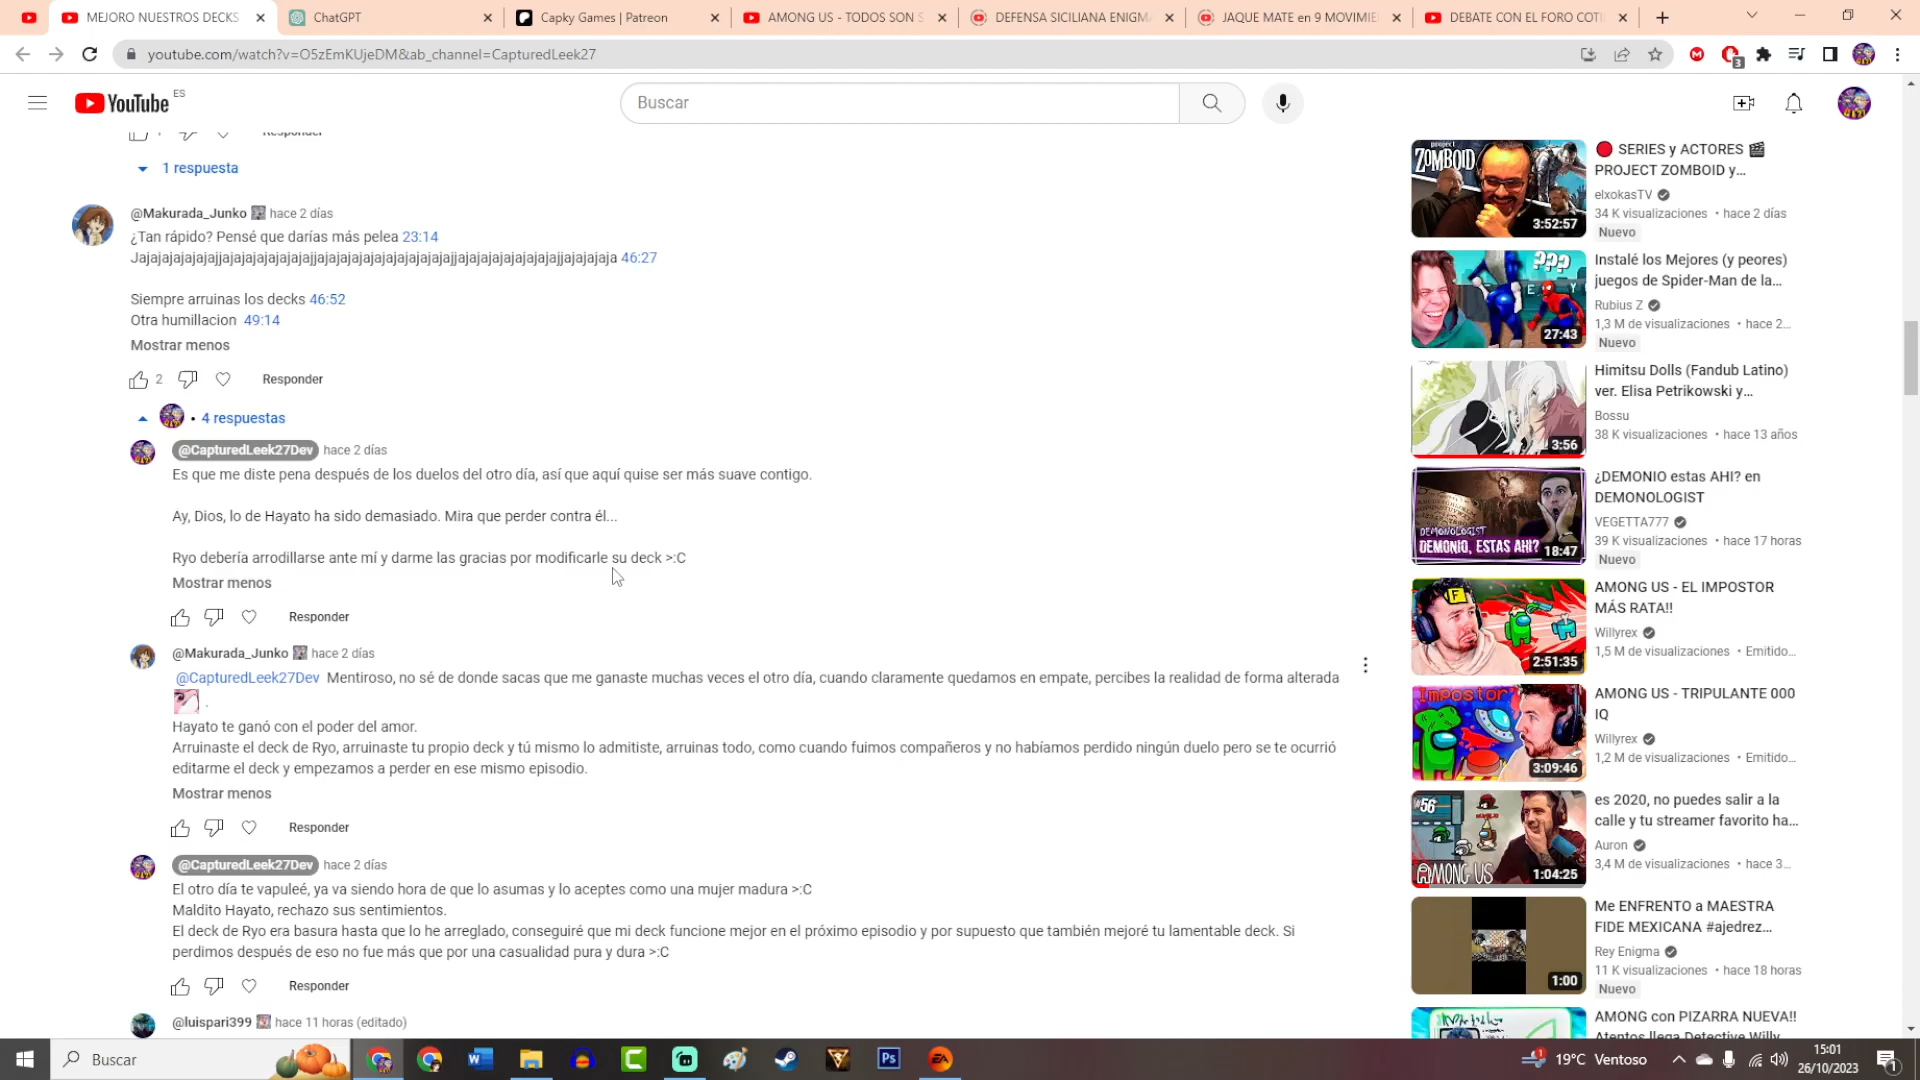 MEJORO NUESTROS DECKS
ChatGPT
Capky Games | Patreon
AMONG US - TODOS SON S
DEFENSA SICILIANA ENIGMA
JAQUE MATE en 9 MOVIMIE
DEBATE CON EL FORO COTI
youtube.com/watch?v=O5zEmKUjeDM&ab_channel=CapturedLeek27
3
YouTube ES
Buscar
Responder
1 respuesta
@Makurada_Junko hace 2 días
¿Tan rápido? Pensé que darías más pelea 23:14
Jajajajajajajjajajajajajajajajjajajajajajajajajajajajjajajajajajajajajjajajaja 46:27
Siempre arruinas los decks 46:52
Otra humillacion 49:14
Mostrar menos
2 Responder
• 4 respuestas
@CapturedLeek27Dev hace 2 días
Es que me diste pena después de los duelos del otro día, así que aquí quise ser más suave contigo.
Ay, Dios, lo de Hayato ha sido demasiado. Mira que perder contra él...
Ryo debería arrodillarse ante mí y darme las gracias por modificarle su deck >:C
Mostrar menos
Responder
@Makurada_Junko hace 2 días
@CapturedLeek27Dev Mentiroso, no sé de donde sacas que me ganaste muchas veces el otro día, cuando claramente quedamos en empate, percibes la realidad de forma alterada
.
Hayato te ganó con el poder del amor.
Arruinaste el deck de Ryo, arruinaste tu propio deck y tú mismo lo admitiste, arruinas todo, como cuando fuimos compañeros y no habíamos perdido ningún duelo pero se te ocurrió
editarme el deck y empezamos a perder en ese mismo episodio.
Mostrar menos
Responder
@CapturedLeek27Dev hace 2 días
El otro día te vapuleé, ya va siendo hora de que lo asumas y lo aceptes como una mujer madura >:C
Maldito Hayato, rechazo sus sentimientos.
El deck de Ryo era basura hasta que lo he arreglado, conseguiré que mi deck funcione mejor en el próximo episodio y por supuesto que también mejoré tu lamentable deck. Si
perdimos después de eso no fue más que por una casualidad pura y dura >:C
Responder
@luispari399 hace 11 horas (editado)
project
ZOMBOID
3:52:57
SERIES y ACTORES
PROJECT ZOMBOID y...
elxokasTV
34 K visualizaciones • hace 2 días
Nuevo
???
27:43
Instalé los Mejores (y peores)
juegos de Spider-Man de la...
Rubius Z
1,3 M de visualizaciones • hace 2...
Nuevo
3:56
Himitsu Dolls (Fandub Latino)
ver. Elisa Petrikowski y...
Bossu
38 K visualizaciones • hace 13 años
DEMONOLOGIST
DEMONIO, ESTAS AHI?
18:47
¿DEMONIO estas AHI? en
DEMONOLOGIST
VEGETTA777
39 K visualizaciones • hace 17 horas
Nuevo
F
2:51:35
AMONG US - EL IMPOSTOR
MÁS RATA!!
Willyrex
1,5 M de visualizaciones • Emitido...
Impostor
3:09:46
AMONG US - TRIPULANTE 000
IQ
Willyrex
1,2 M de visualizaciones • Emitido...
#56
AMONG US
1:04:25
es 2020, no puedes salir a la
calle y tu streamer favorito ha...
Auron
3,4 M de visualizaciones • hace 3...
1:00
Me ENFRENTO a MAESTRA
FIDE MEXICANA #ajedrez...
Rey Enigma
11 K visualizaciones • hace 18 horas
Nuevo
AMONG con PIZARRA NUEVA!!
Atentos llega Detective Willy
Buscar
19°C Ventoso
15:01
26/10/2023
1